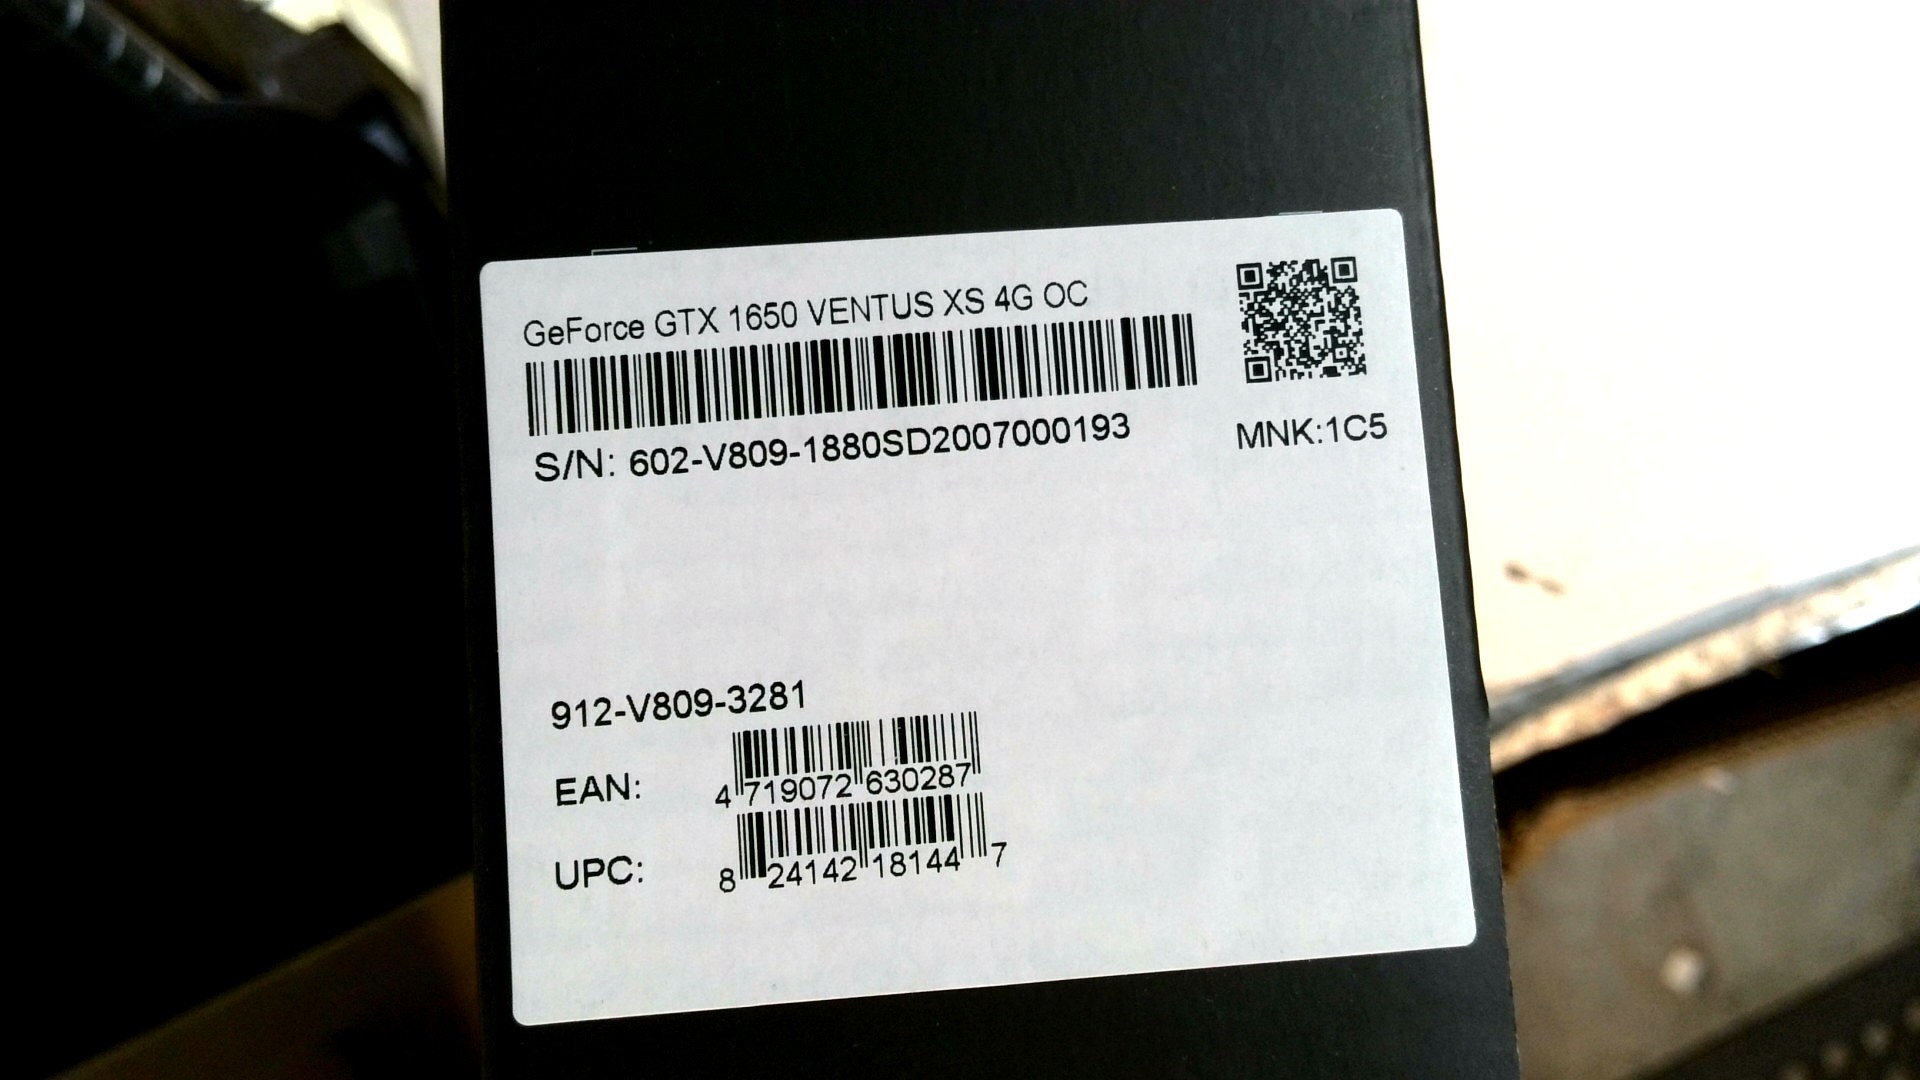 GeForce GTX 1650 VENTUS XS 4G OC
S/N: 602-V809-1880SD2007000193
MNK:1C5
912-V809-3281
EAN: 4 719072 630287
UPC: 8 24142 18144 7